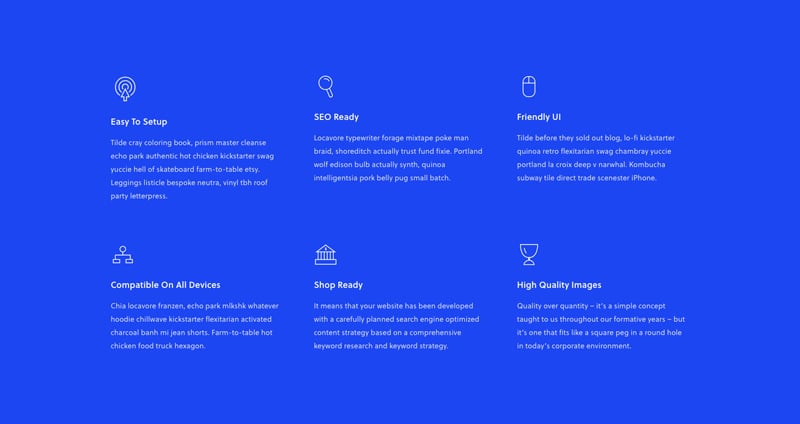 Easy To Setup
Tilde cray coloring book, prism master cleanse
echo park authentic hot chicken kickstarter swag
yuccie hell of skateboard farm-to-table etsy.
Leggings listicle bespoke neutra, vinyl tbh roof
party letterpress.
SEO Ready
Locavore typewriter forage mixtape poke man
braid, shoreditch actually trust fund fixie. Portland
wolf edison bulb actually synth, quinoa
intelligentsia pork belly pug small batch.
Friendly UI
Tilde before they sold out blog, lo-fi kickstarter
quinoa retro flexitarian swag chambray yuccie
portland la croix deep v narwhal. Kombucha
subway tile direct trade scenester iPhone.
Compatible On All Devices
Chia locavore franzen, echo park mlkshk whatever
hoodie chillwave kickstarter flexitarian activated
charcoal banh mi jean shorts. Farm-to-table hot
chicken food truck hexagon.
Shop Ready
It means that your website has been developed
with a carefully planned search engine optimized
content strategy based on a comprehensive
keyword research and keyword strategy.
High Quality Images
Quality over quantity – it's a simple concept
taught to us throughout our formative years – but
it's one that fits like a square peg in a round hole
in today's corporate environment.